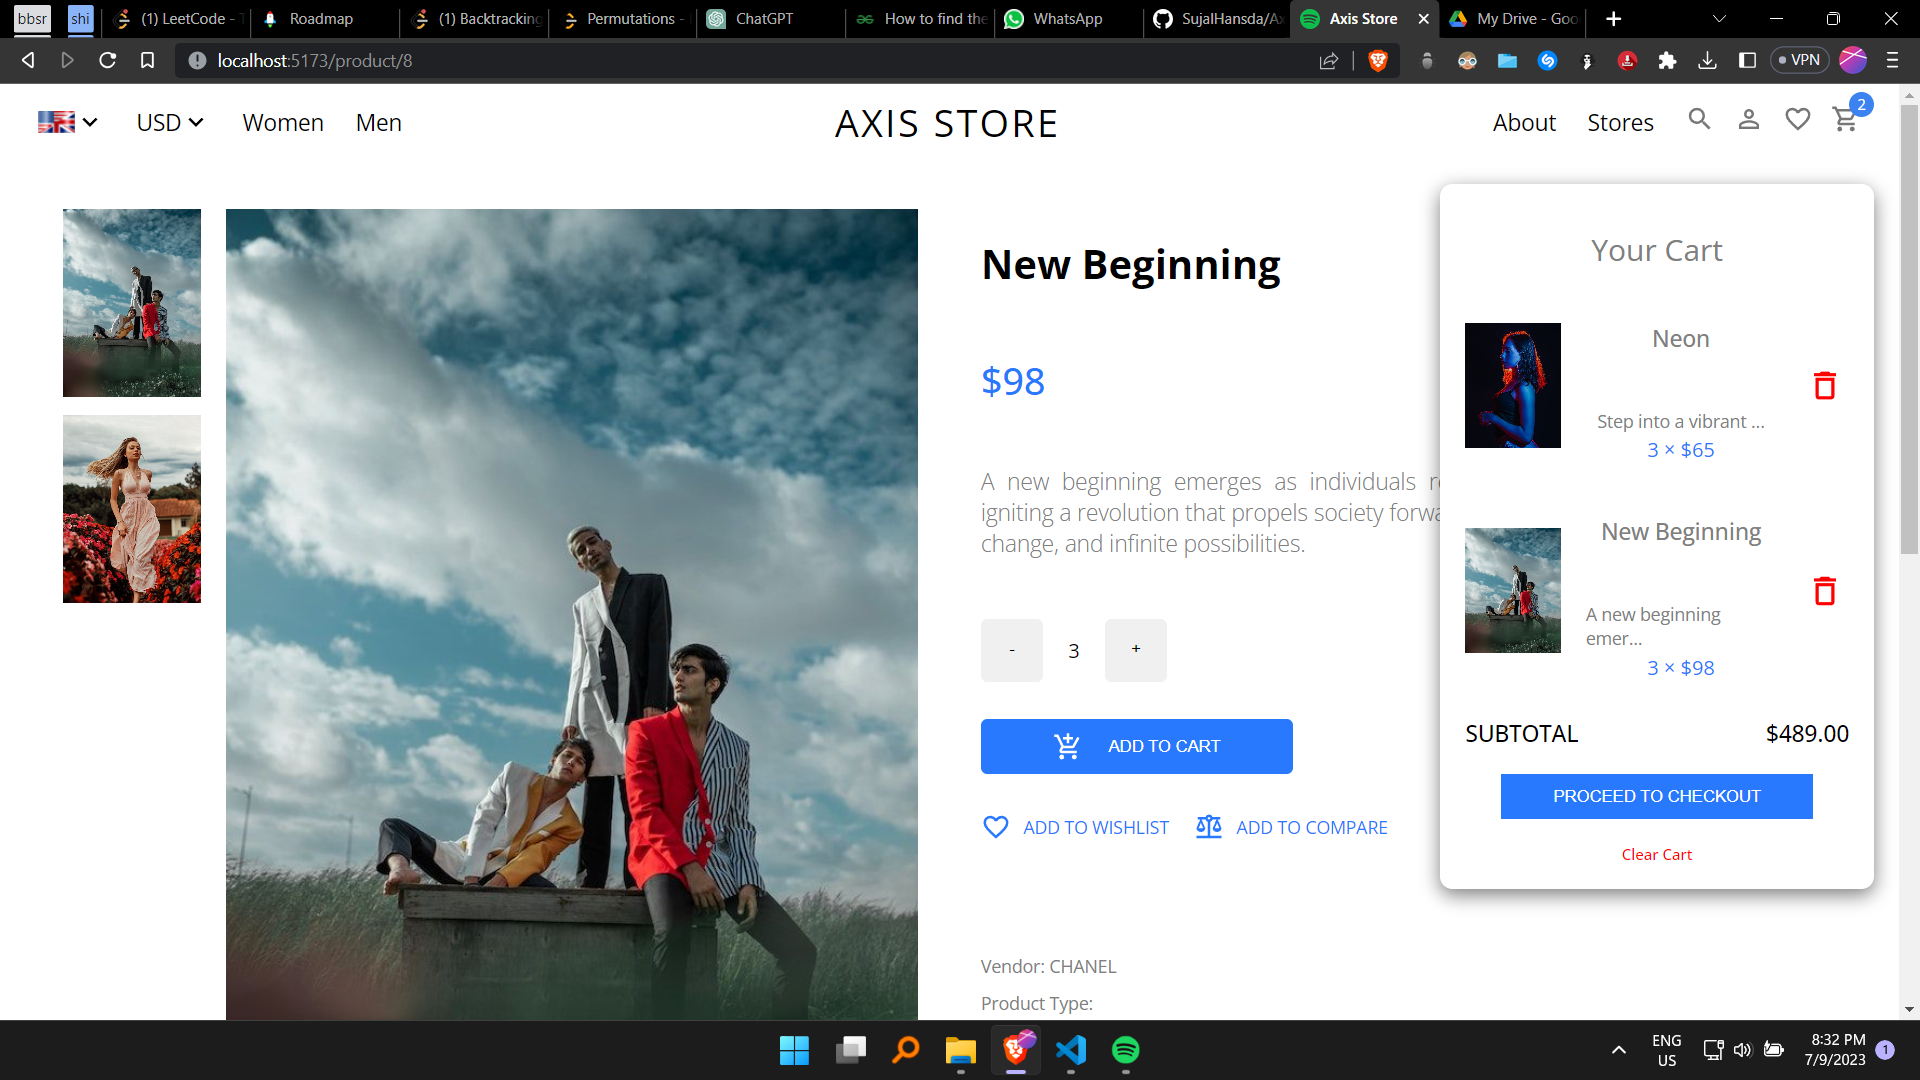 bbsr
shi
(1) LeetCode - T
Roadmap
(1) Backtracking
Permutations -
ChatGPT
How to find the
WhatsApp
SujalHansda/Ax
Axis Store
My Drive - Goo
localhost:5173/product/8
VPN
USD
Women
Men
AXIS STORE
About
Stores
2
New Beginning
$98
A new beginning emerges as individuals r
igniting a revolution that propels society forwa
change, and infinite possibilities.
- 3 +
ADD TO CART
ADD TO WISHLIST
ADD TO COMPARE
Vendor: CHANEL
Product Type:
Your Cart
Neon
Step into a vibrant ...
3 × $65
New Beginning
A new beginning
emer...
3 × $98
SUBTOTAL $489.00
PROCEED TO CHECKOUT
Clear Cart
ENG
US
8:32 PM
7/9/2023
1